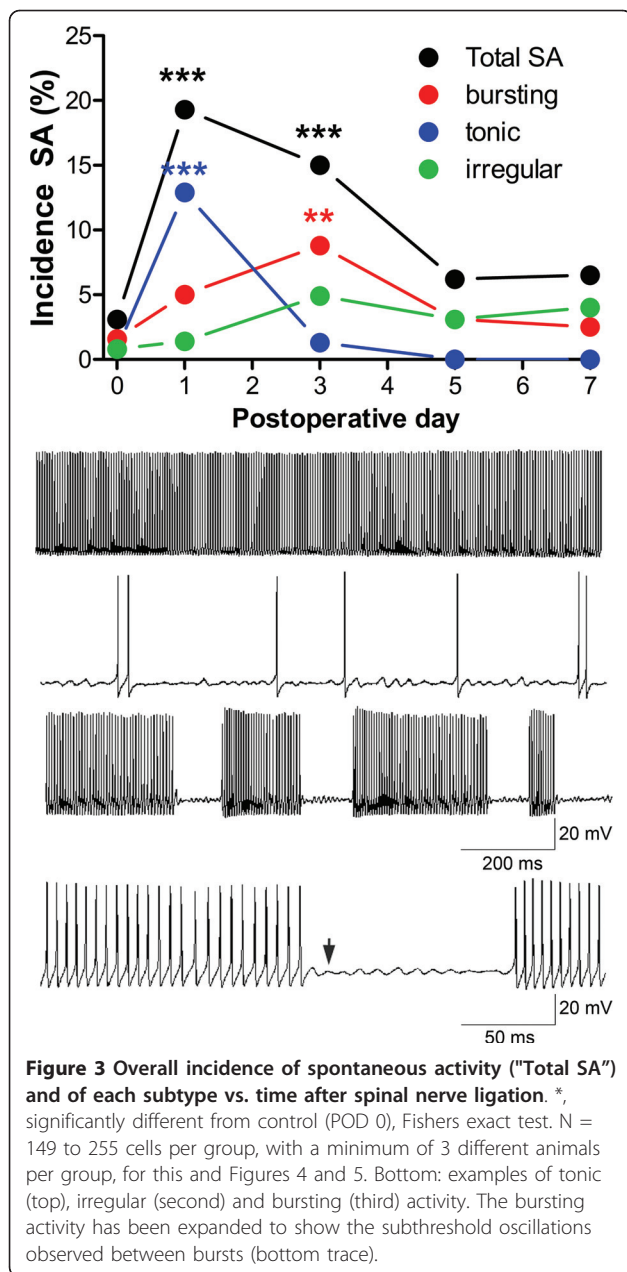 25
20
15
10
5
0
Incidence SA (%)
***
***
***
**
Total SA
bursting
tonic
irregular
0 1 2 3 4 5 6 7
Postoperative day
20 mV
200 ms
20 mV
50 ms
Figure 3 Overall incidence of spontaneous activity ("Total SA”)
and of each subtype vs. time after spinal nerve ligation. *,
significantly different from control (POD 0), Fishers exact test. N =
149 to 255 cells per group, with a minimum of 3 different animals
per group, for this and Figures 4 and 5. Bottom: examples of tonic
(top), irregular (second) and bursting (third) activity. The bursting
activity has been expanded to show the subthreshold oscillations
observed between bursts (bottom trace).